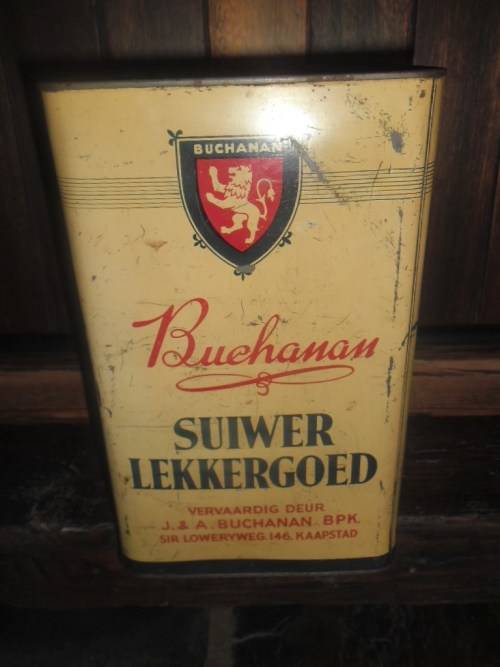 BUCHANAN
Buchanan
SUIWER
LEKKERGOED
VERVAARDIG DEUR
J. & A. BUCHANAN. BPK.
SIR LOWERYWEG. 146, KAAPSTAD